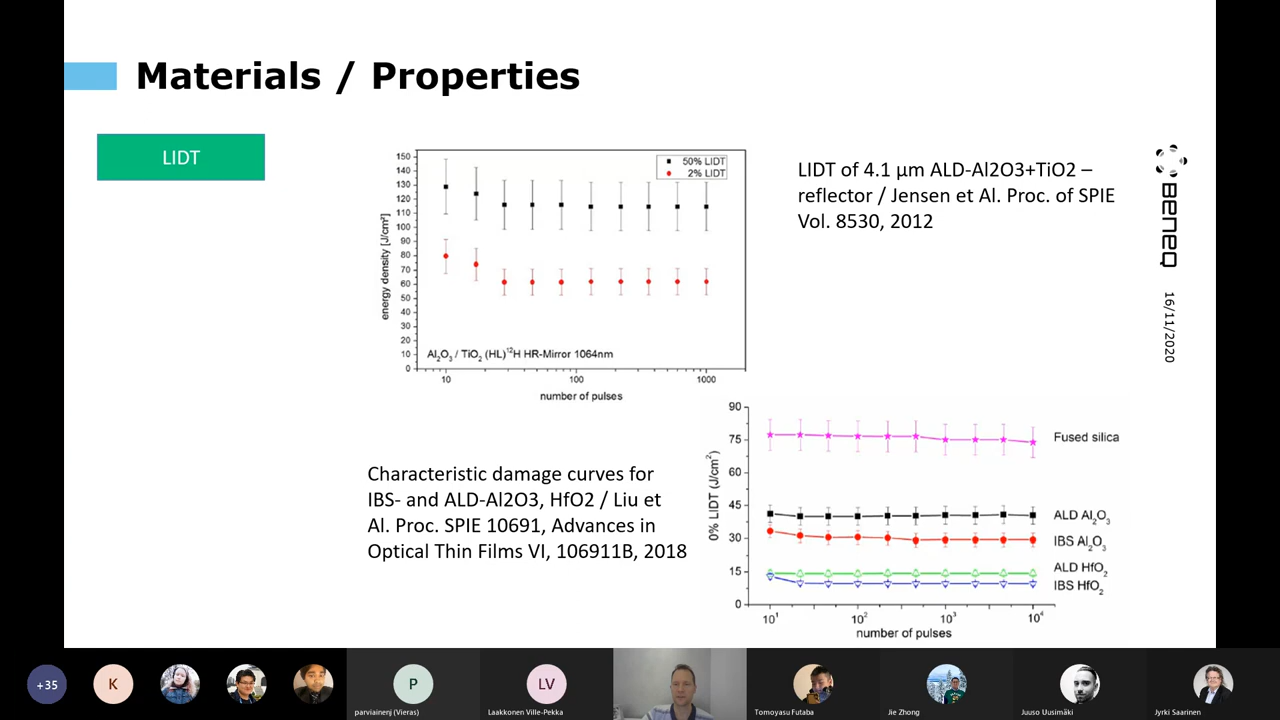 Materials / Properties
LIDT
150
140
130
120
110
100
90
80
70
60
50
40
30
20
10
0
energy density [J/cm²]
50% LIDT
2% LIDT
Al₂O₃ / TiO₂ (HL)¹²H HR-Mirror 1064nm
10
100
1000
number of pulses
LIDT of 4.1 µm ALD-Al2O3+TiO2 –
reflector / Jensen et Al. Proc. of SPIE
Vol. 8530, 2012
Beneq
16/11/2020
Characteristic damage curves for
IBS- and ALD-Al2O3, HfO2 / Liu et
Al. Proc. SPIE 10691, Advances in
Optical Thin Films VI, 106911B, 2018
90
75
60
45
30
15
0
0% LIDT (J/cm²)
Fused silica
ALD Al₂O₃
IBS Al₂O₃
ALD HfO₂
IBS HfO₂
10¹
10²
10³
10⁴
number of pulses
+35
K
P
LV
parviainenj (Vieras)
Laakkonen Ville-Pekka
Tomoyasu Futaba
Jie Zhong
Juuso Uusimäki
Jyrki Saarinen